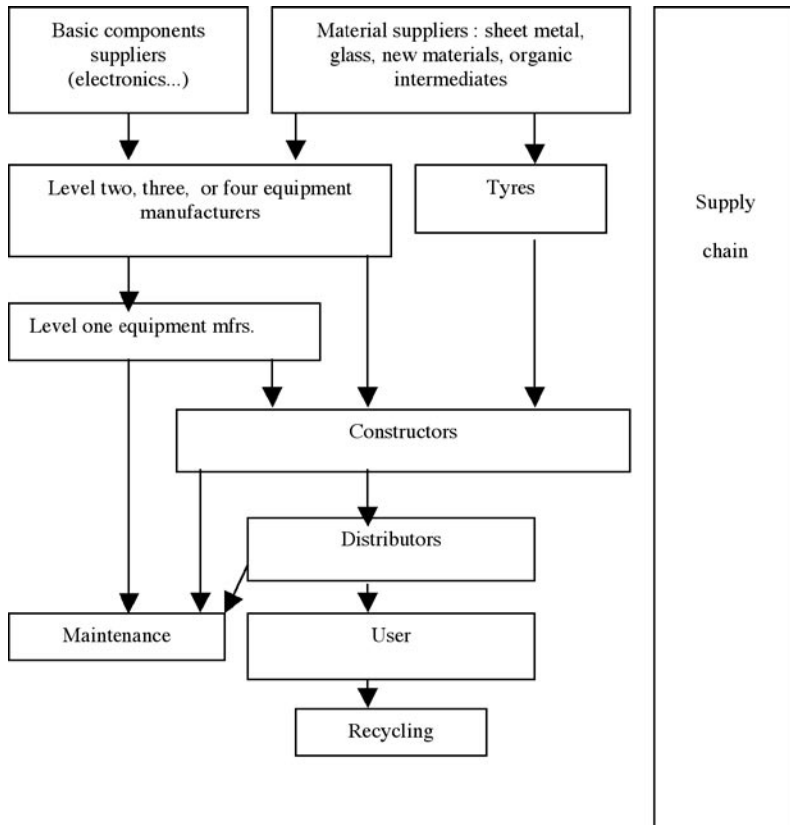 Basic components
suppliers
(electronics...)
Material suppliers : sheet metal,
glass, new materials, organic
intermediates
Level two, three, or four equipment
manufacturers
Tyres
Supply
chain
Level one equipment mfrs.
Constructors
Distributors
Maintenance
User
Recycling